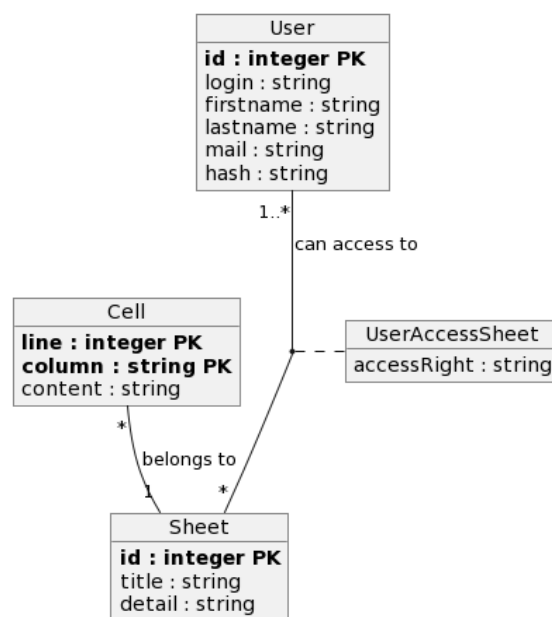 User
id : integer PK
login : string
firstname : string
lastname : string
mail : string
hash : string
1..*
can access to
Cell
line : integer PK
column : string PK
content : string
UserAccessSheet
accessRight : string
*
belongs to
1
*
Sheet
id : integer PK
title : string
detail : string